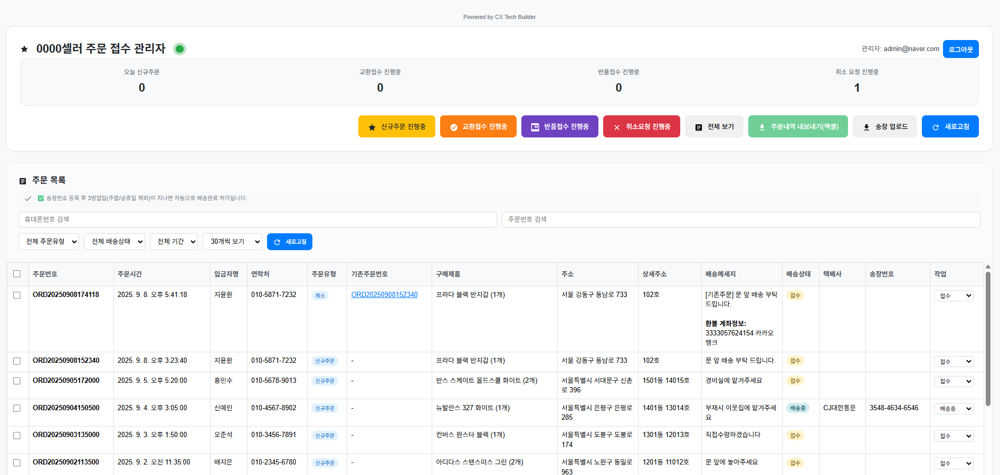 Powered by CX Tech Builder
0000셀러 주문 접수 관리자
관리자: admin@naver.com 로그아웃
오늘 신규주문 교환접수 진행중 반품접수 진행중 취소 요청 진행중
0 0 0 1
신규주문 진행중 교환접수 진행중 반품접수 진행중 취소요청 진행중 전체 보기 주문내역 내보내기(엑셀) 송장 업로드 새로고침
주문 목록
✓ ✅ 송장번호 등록 후 3영업일(주말/공휴일 제외)이 지나면 자동으로 배송완료 처리됩니다.
휴대폰번호 검색 주문번호 검색
전체 주문유형 전체 배송상태 전체 기간 30개씩 보기 새로고침
주문번호 주문시간 입금자명 연락처 주문유형 기존주문번호 구매제품 주소 상세주소 배송메세지 배송상태 택배사 송장번호 작업
ORD20250908174118 2025. 9. 8. 오후 5:41:18 지윤환 010-5871-7232 취소 ORD20250908152340 프라다 블랙 반지갑 (1개) 서울 강동구 동남로 733 102호 [기존주문] 문 앞 배송 부탁 접수 접수
드립니다.
환불 계좌정보:
3333057624154 카카오
뱅크
ORD20250908152340 2025. 9. 8. 오후 3:23:40 지윤환 010-5871-7232 신규주문 - 프라다 블랙 반지갑 (1개) 서울 강동구 동남로 733 102호 문 앞 배송 부탁 드립니다. 접수 접수
ORD20250905172000 2025. 9. 5. 오후 5:20:00 홍민수 010-5678-9013 신규주문 - 반스 스케이트 올드스쿨 화이트 (2개) 서울특별시 서대문구 신촌 1501동 14015호 경비실에 맡겨주세요 접수 접수
로 396
ORD20250904150500 2025. 9. 4. 오후 3:05:00 신예린 010-4567-8902 신규주문 - 뉴발란스 327 화이트 (1개) 서울특별시 은평구 은평로 1401동 13014호 부재시 이웃집에 맡겨주세 배송중 CJ대한통운 3548-4634-6546 배송중
285 요
ORD20250903135000 2025. 9. 3. 오후 1:50:00 오준석 010-3456-7891 신규주문 - 컨버스 원스타 블랙 (1개) 서울특별시 도봉구 도봉로 1301동 12013호 직접수령하겠습니다 접수 접수
174
ORD20250902113500 2025. 9. 2. 오전 11:35:00 배지은 010-2345-6780 신규주문 - 아디다스 스탠스미스 그린 (2개) 서울특별시 노원구 동일로 1201동 11012호 문 앞에 놓아주세요 접수 접수
963